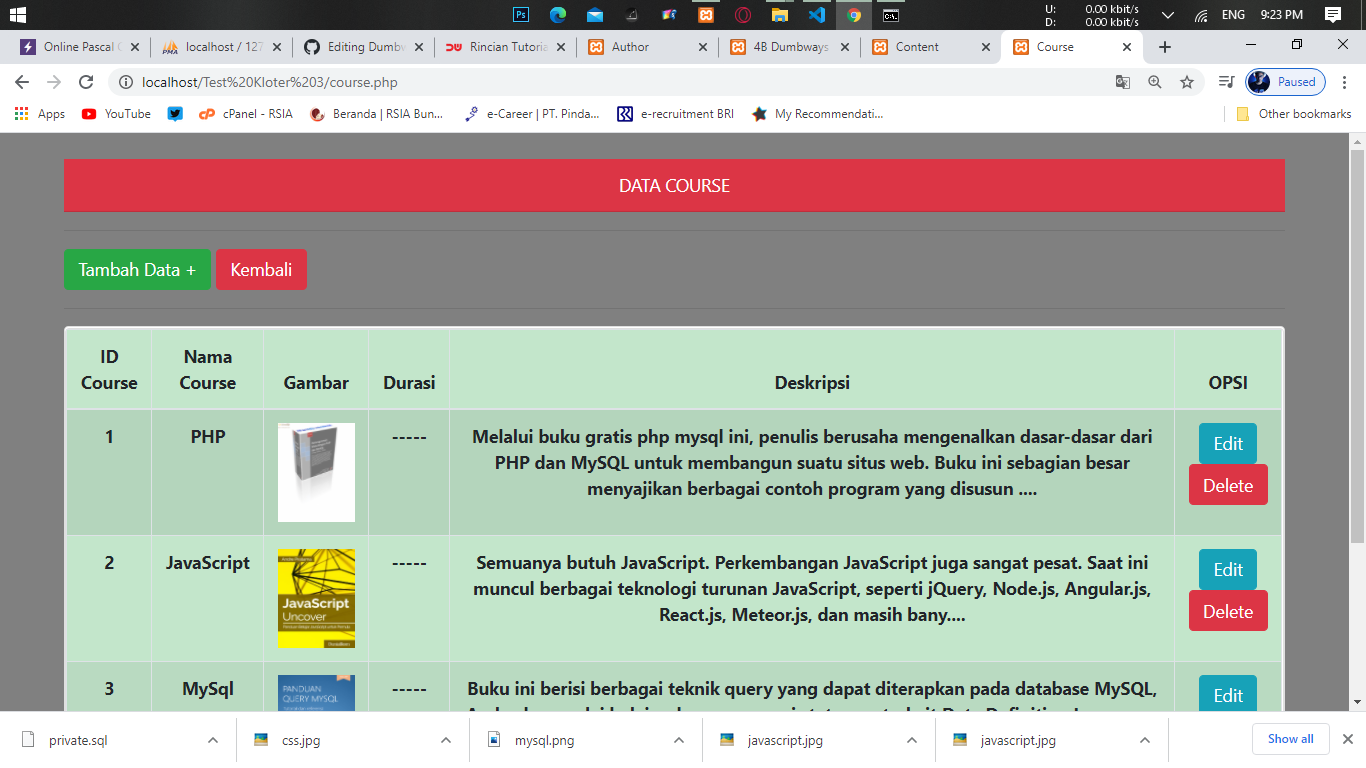 U: 0.00 kbit/s
D: 0.00 kbit/s
ENG 9:23 PM
Online Pascal C
localhost / 127
Editing Dumbw
Rincian Tutoria
Author
4B Dumbways
Content
Course
localhost/Test%20Kloter%203/course.php
Paused
Apps
YouTube
cPanel - RSIA
Beranda | RSIA Bun...
e-Career | PT. Pinda...
e-recruitment BRI
My Recommendati...
Other bookmarks
DATA COURSE
Tambah Data +
Kembali
ID Course
Nama Course
Gambar
Durasi
Deskripsi
OPSI
1
PHP
-----
Melalui buku gratis php mysql ini, penulis berusaha mengenalkan dasar-dasar dari
PHP dan MySQL untuk membangun suatu situs web. Buku ini sebagian besar
menyajikan berbagai contoh program yang disusun ....
Edit
Delete
2
JavaScript
JavaScript
Uncover
-----
Semuanya butuh JavaScript. Perkembangan JavaScript juga sangat pesat. Saat ini
muncul berbagai teknologi turunan JavaScript, seperti jQuery, Node.js, Angular.js,
React.js, Meteor.js, dan masih bany....
Edit
Delete
3
MySql
PANDUAN
QUERY MYSQL
-----
Buku ini berisi berbagai teknik query yang dapat diterapkan pada database MySQL,
Edit
private.sql
css.jpg
mysql.png
javascript.jpg
javascript.jpg
Show all